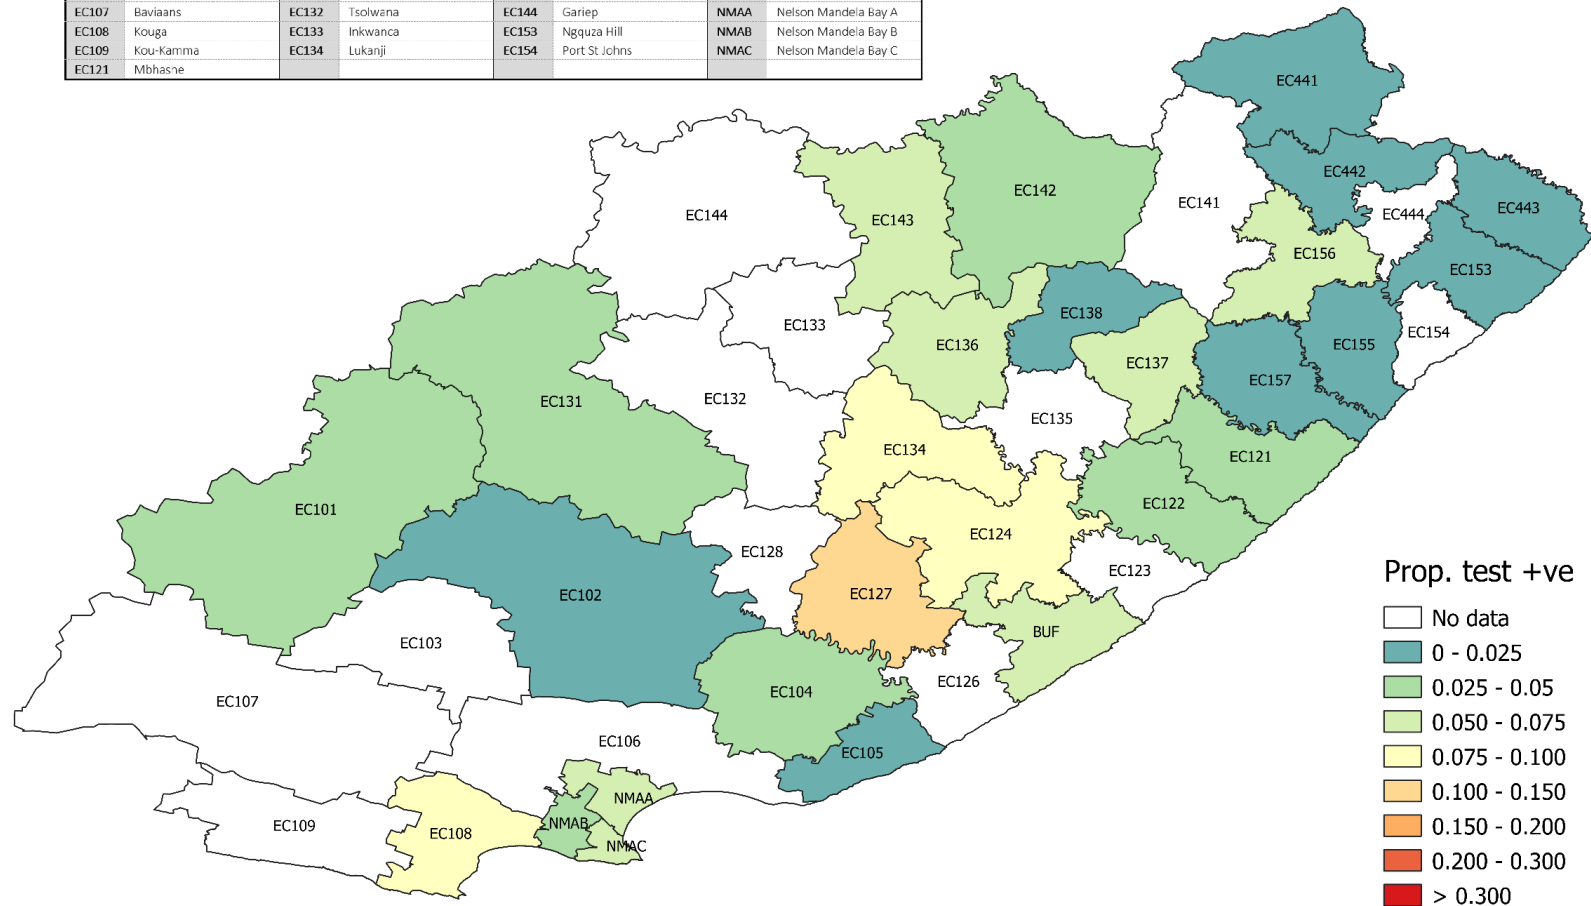 EC107 Baviaans EC132 Tsolwana EC144 Gariep NMAA Nelson Mandela Bay A
EC108 Kouga EC133 Inkwanca EC153 Ngquza Hill NMAB Nelson Mandela Bay B
EC109 Kou-Kamma EC134 Lukanji EC154 Port St Johns NMAC Nelson Mandela Bay C
EC121 Mbhashe
EC441
EC442
EC142
EC141
EC444
EC443
EC144
EC143
EC156
EC153
EC138
EC133
EC154
EC136
EC155
EC137
EC157
EC132
EC131
EC135
EC134
EC121
EC122
EC101
EC124
EC128
EC123
EC127
EC102
BUF
EC103
EC126
EC104
EC107
EC106
EC105
NMAA
NMAB
EC109
EC108
NMAC
Prop. test +ve
No data
0 - 0.025
0.025 - 0.05
0.050 - 0.075
0.075 - 0.100
0.100 - 0.150
0.150 - 0.200
0.200 - 0.300
> 0.300